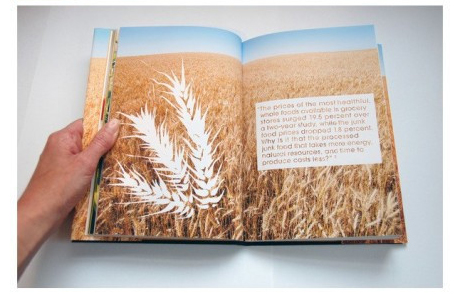 "The prices of the most healthful,
whole foods available is grocery
stores surged 19.5 percent over
a two-year study, while the junk
food prices dropped 1.8 percent.
Why is it that the processed
junk food that takes more energy,
natural resources, and time to
produce costs less?"